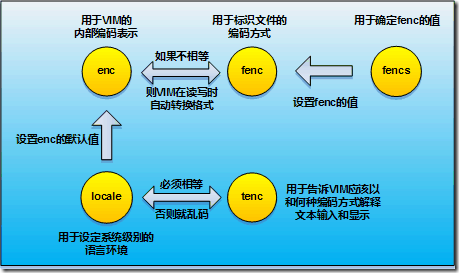 用于VIM的
内部编码表示
用于标识文件的
编码方式
用于确定fenc的值
enc
如果不相等
fenc
fencs
则VIM在读写时
自动转换格式
设置fenc的值
设置enc的默认值
locale
必须相等
否则就乱码
tenc
用于告诉VIM应该以
和何种编码方式解释
文本输入和显示
用于设定系统级别的
语言环境